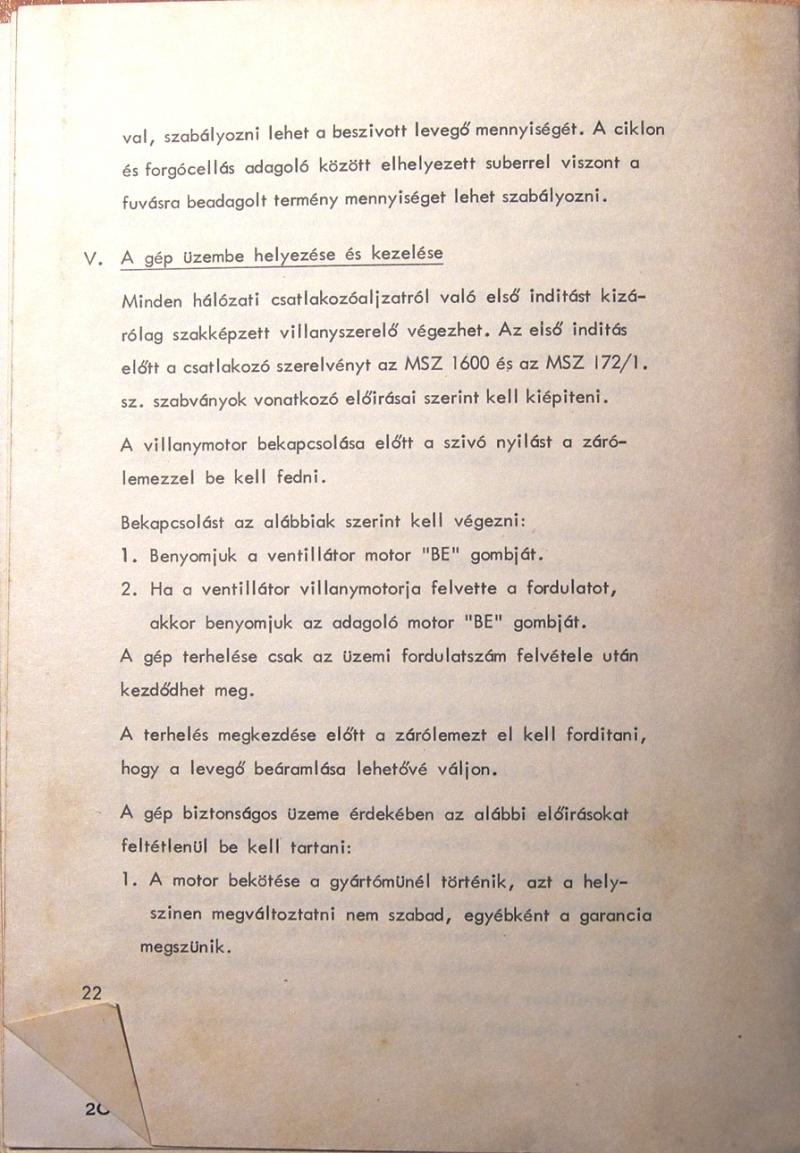 val, szabályozni lehet a beszivott levegő mennyiségét. A ciklon
és forgócellás adagoló között elhelyezett suberrel viszont a
fuvásra beadagolt termény mennyiséget lehet szabályozni.
V. A gép üzembe helyezése és kezelése
Minden hálózati csatlakozóaljzatról való első inditást kizá-
rólag szakképzett villanyszerelő végezhet. Az első inditás
előtt a csatlakozó szerelvényt az MSZ 1600 és az MSZ 172/1.
sz. szabványok vonatkozó előirásai szerint kell kiépiteni.
A villanymotor bekapcsolása előtt a szivó nyilást a záró-
lemezzel be kell fedni.
Bekapcsolást az alábbiak szerint kell végezni:
1. Benyomjuk a ventillátor motor "BE" gombját.
2. Ha a ventillátor villanymotorja felvette a fordulatot,
akkor benyomjuk az adagoló motor "BE" gombját.
A gép terhelése csak az üzemi fordulatszám felvétele után
kezdődhet meg.
A terhelés megkezdése előtt a zárólemezt el kell forditani,
hogy a levegő beáramlása lehetővé váljon.
A gép biztonságos üzeme érdekében az alábbi előirásokat
feltétlenül be kell tartani:
1. A motor bekötése a gyártómünél történik, azt a hely-
szinen megváltoztatni nem szabad, egyébként a garancia
megszünik.
22